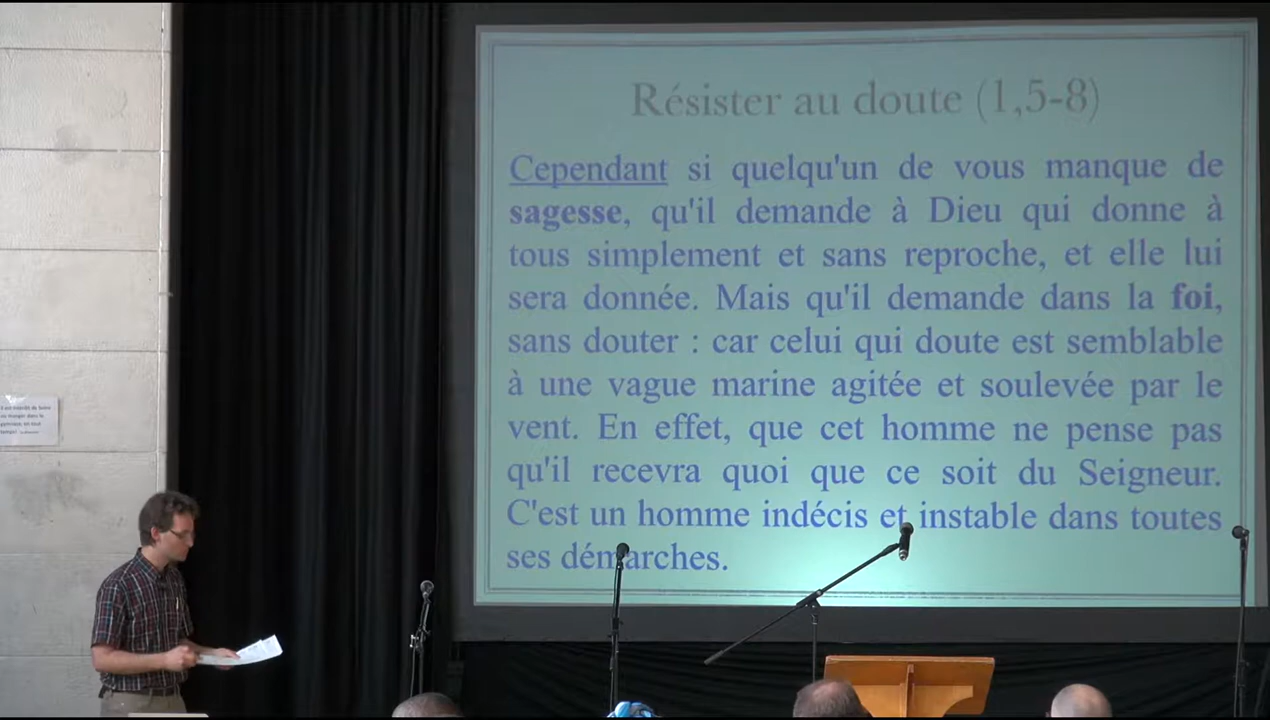 Résister au doute (1,5-8)
Cependant si quelqu'un de vous manque de
sagesse, qu'il demande à Dieu qui donne à
tous simplement et sans reproche, et elle lui
sera donnée. Mais qu'il demande dans la foi,
sans douter : car celui qui doute est semblable
à une vague marine agitée et soulevée par le
vent. En effet, que cet homme ne pense pas
qu'il recevra quoi que ce soit du Seigneur.
C'est un homme indécis et instable dans toutes
ses démarches.